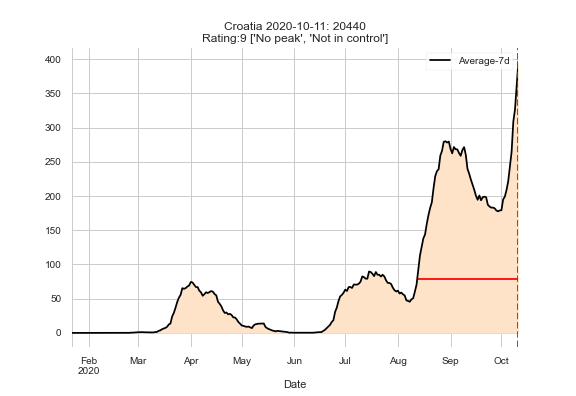 Croatia 2020-10-11: 20440
Rating:9 ['No peak', 'Not in control']
Average-7d
400
350
300
250
200
150
100
50
0
Feb Mar Apr May Jun Jul Aug Sep Oct
2020
Date